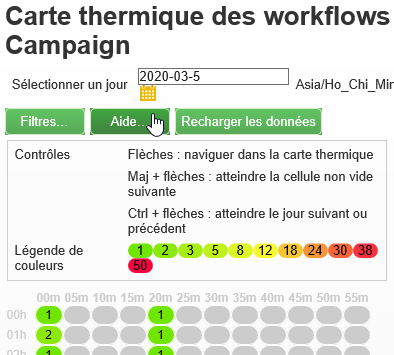 Carte thermique des workflows
Campaign
Sélectionner un jour 2020-03-5 Asia/Ho_Chi_Min
Filtres... Aide... Recharger les données
Contrôles Flèches : naviguer dans la carte thermique
Maj + flèches : atteindre la cellule non vide
suivante
Ctrl + flèches : atteindre le jour suivant ou
précédent
Légende de couleurs 1 2 3 5 8 12 18 24 30 38
50
00m 05m 10m 15m 20m 25m 30m 35m 40m 45m 50m 55m
00h 1 1
01h 2 1
02h 1 1